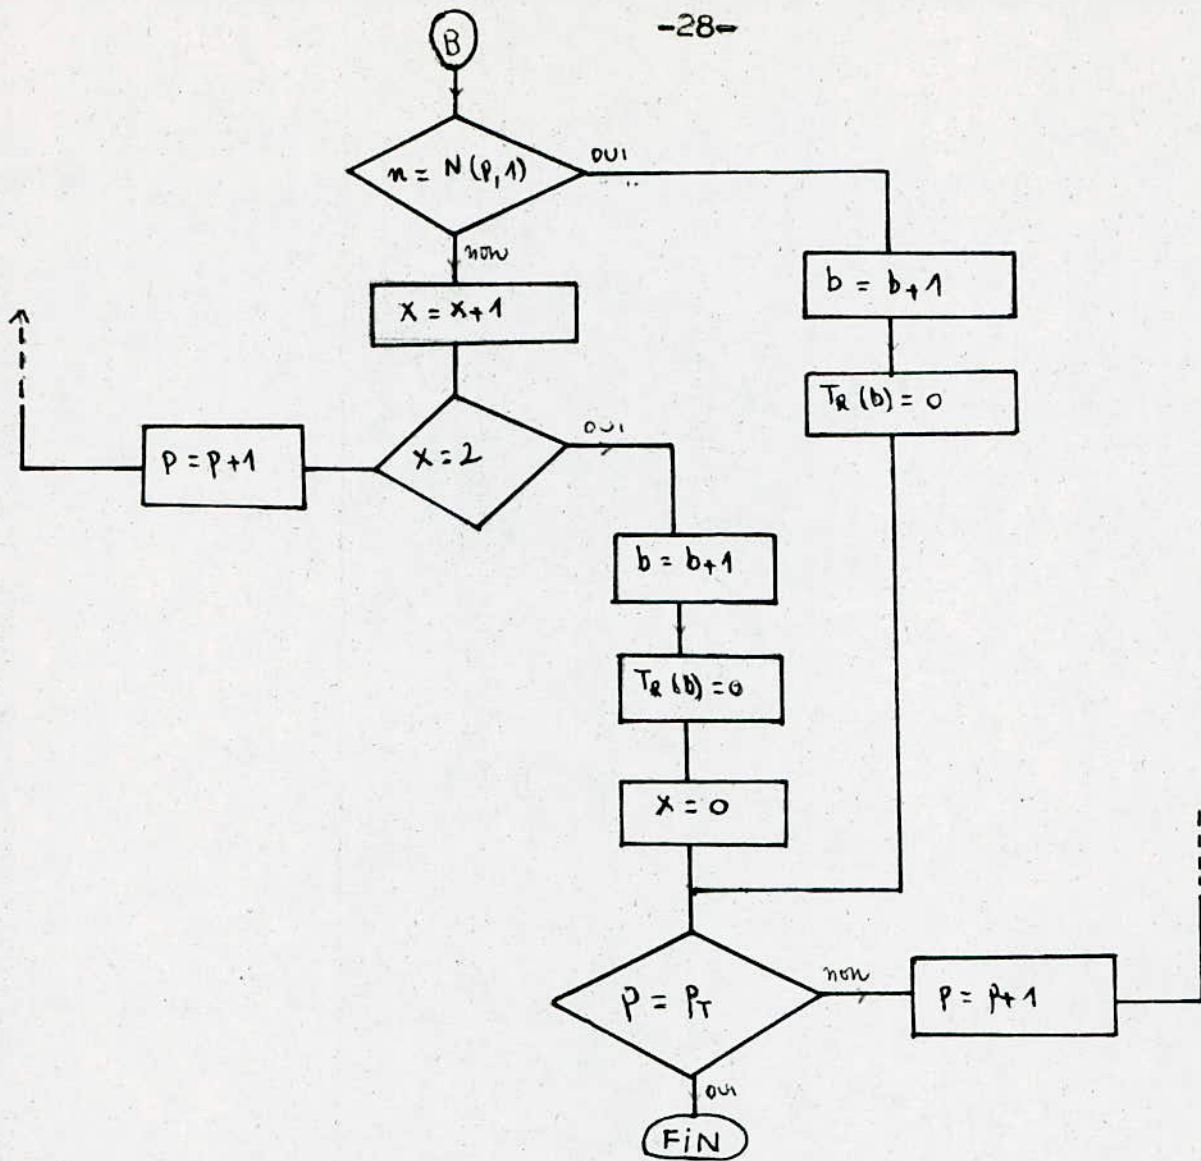 -28-
B
n = N(p,1)
oui
non
b = b+1
x = x+1
TR (b) = 0
oui
p = p+1
x = 2
b = b+1
TR (b) = 0
x = 0
non
p = pT
p = p+1
oui
FiN